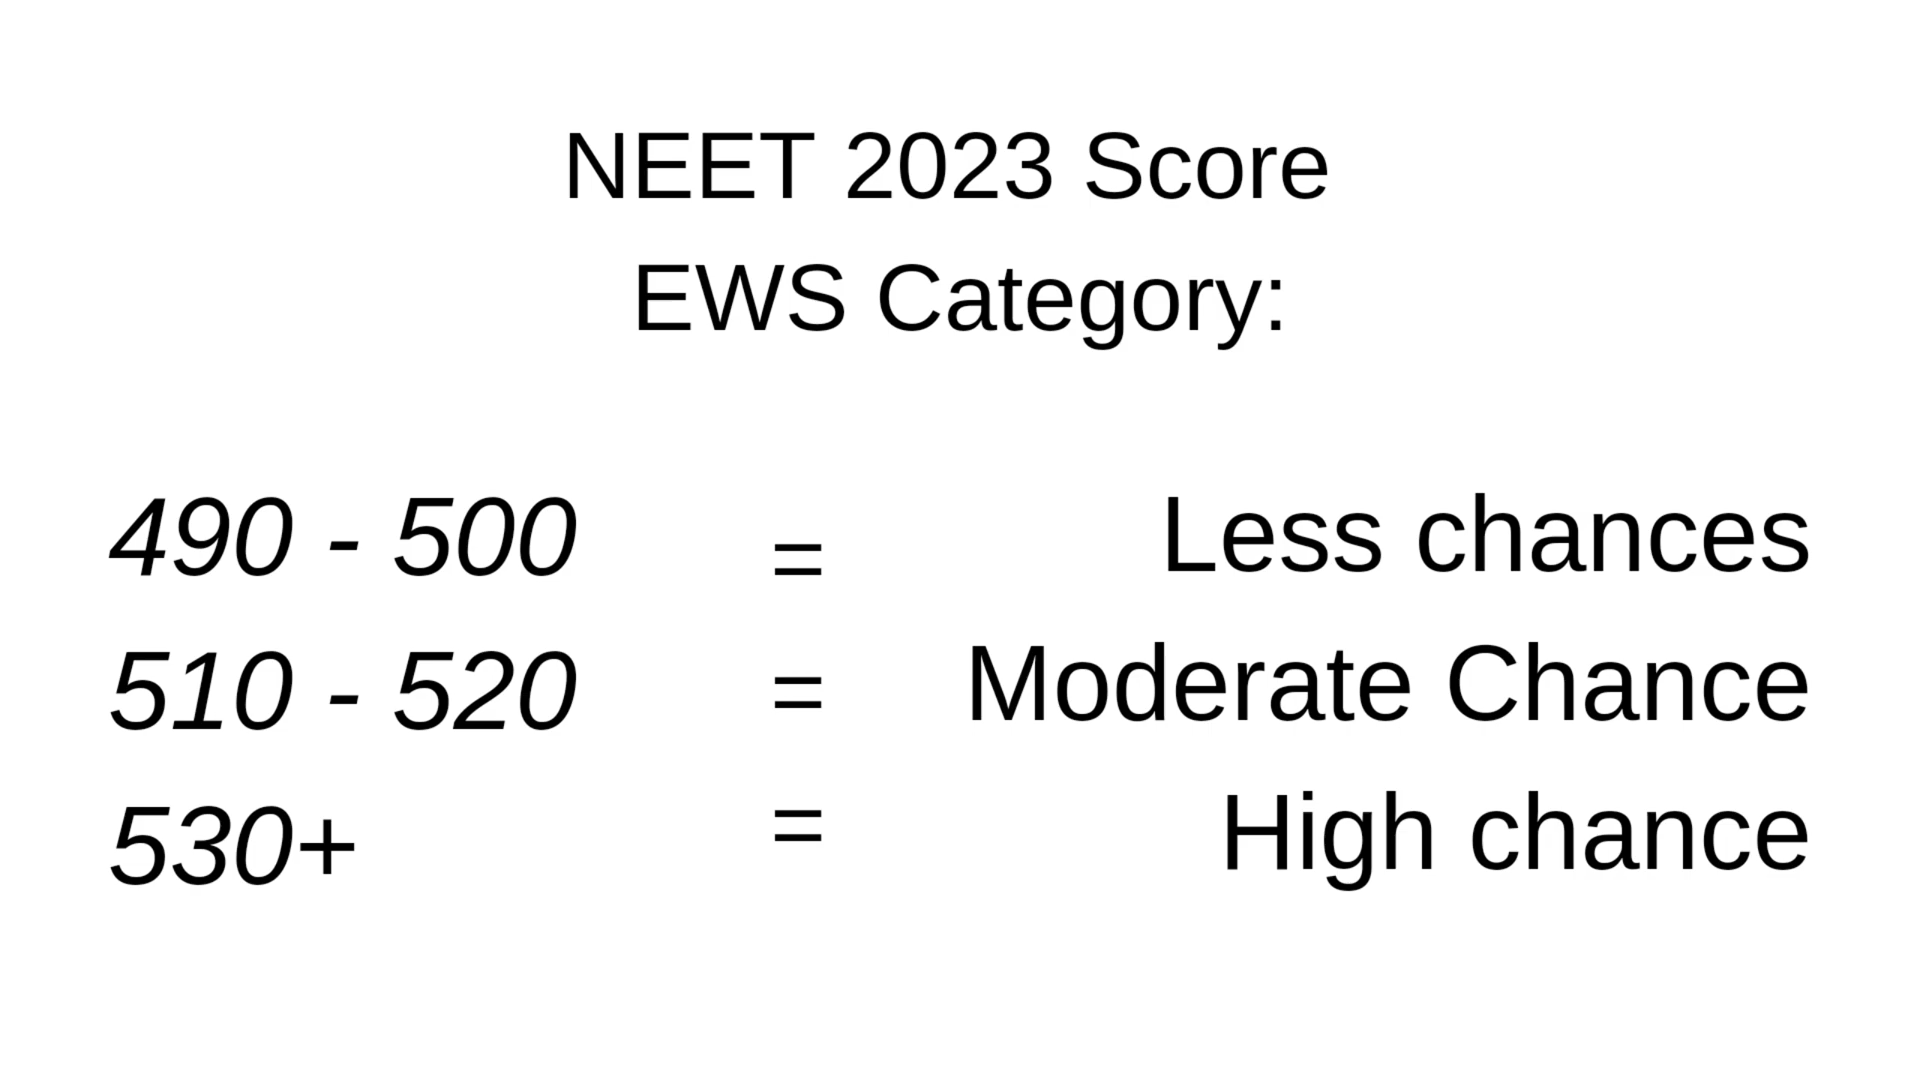 NEET 2023 Score
EWS Category:
490 - 500 = Less chances
510 - 520 = Moderate Chance
530+ = High chance